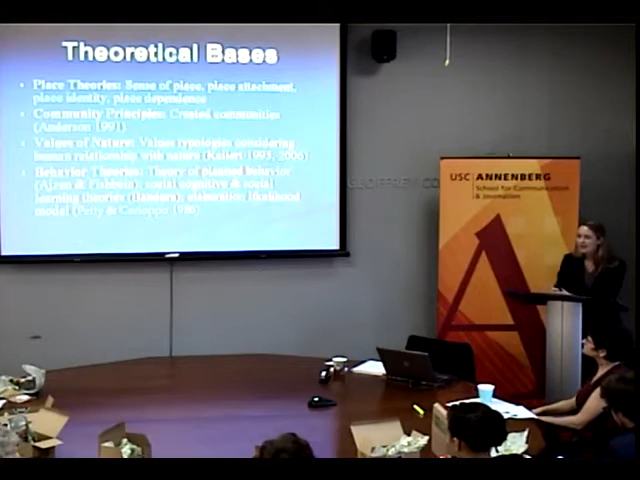 Theoretical Bases
• Place Theories: Sense of place, place attachment,
place identity, place dependence
• Community Principles: Created communities
(Anderson 1991)
• Values of Nature: Values typologies considering
human relationship with nature (Kellert 1993, 2006)
• Behavior Theories: Theory of planned behavior
(Ajzen & Fishbein), social cognitive & social
learning theories (Bandura), elaboration likelihood
model (Petty & Cacioppo 1986)
GEOFFREY CO
USC ANNENBERG
School for Communication
& Journalism